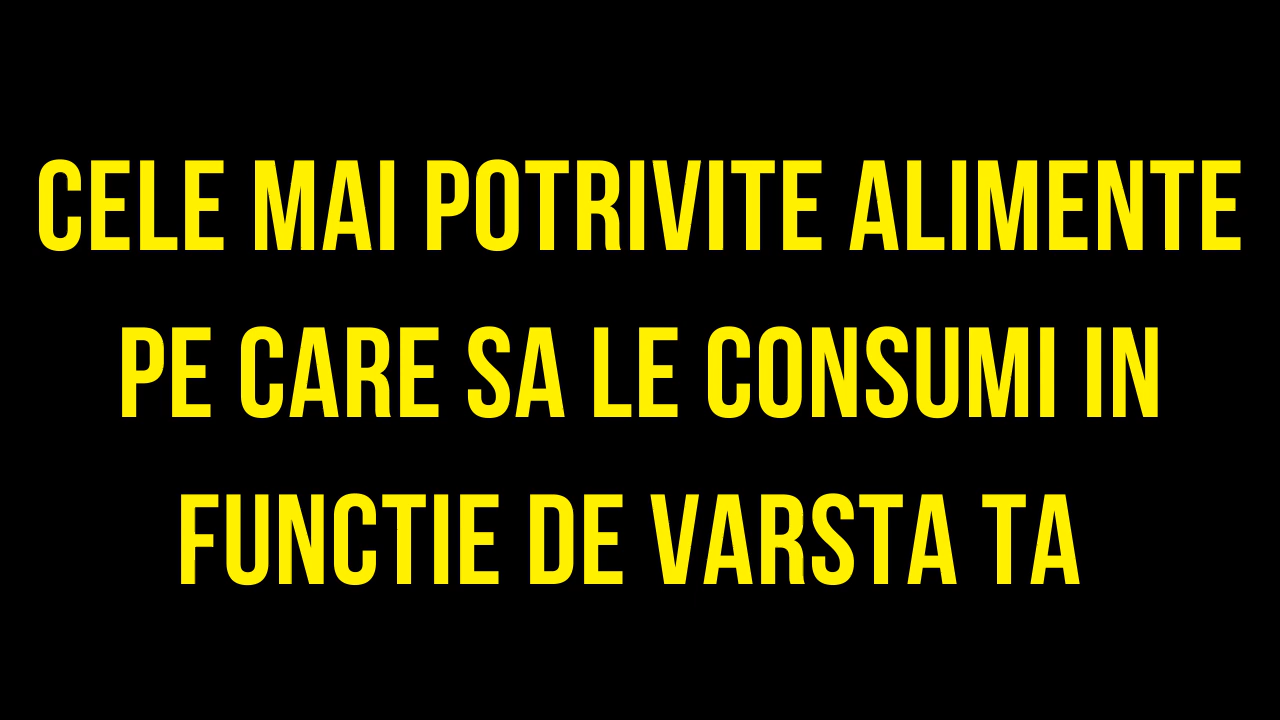 CELE MAI POTRIVITE ALIMENTE
PE CARE SA LE CONSUMI IN
FUNCTIE DE VARSTA TA